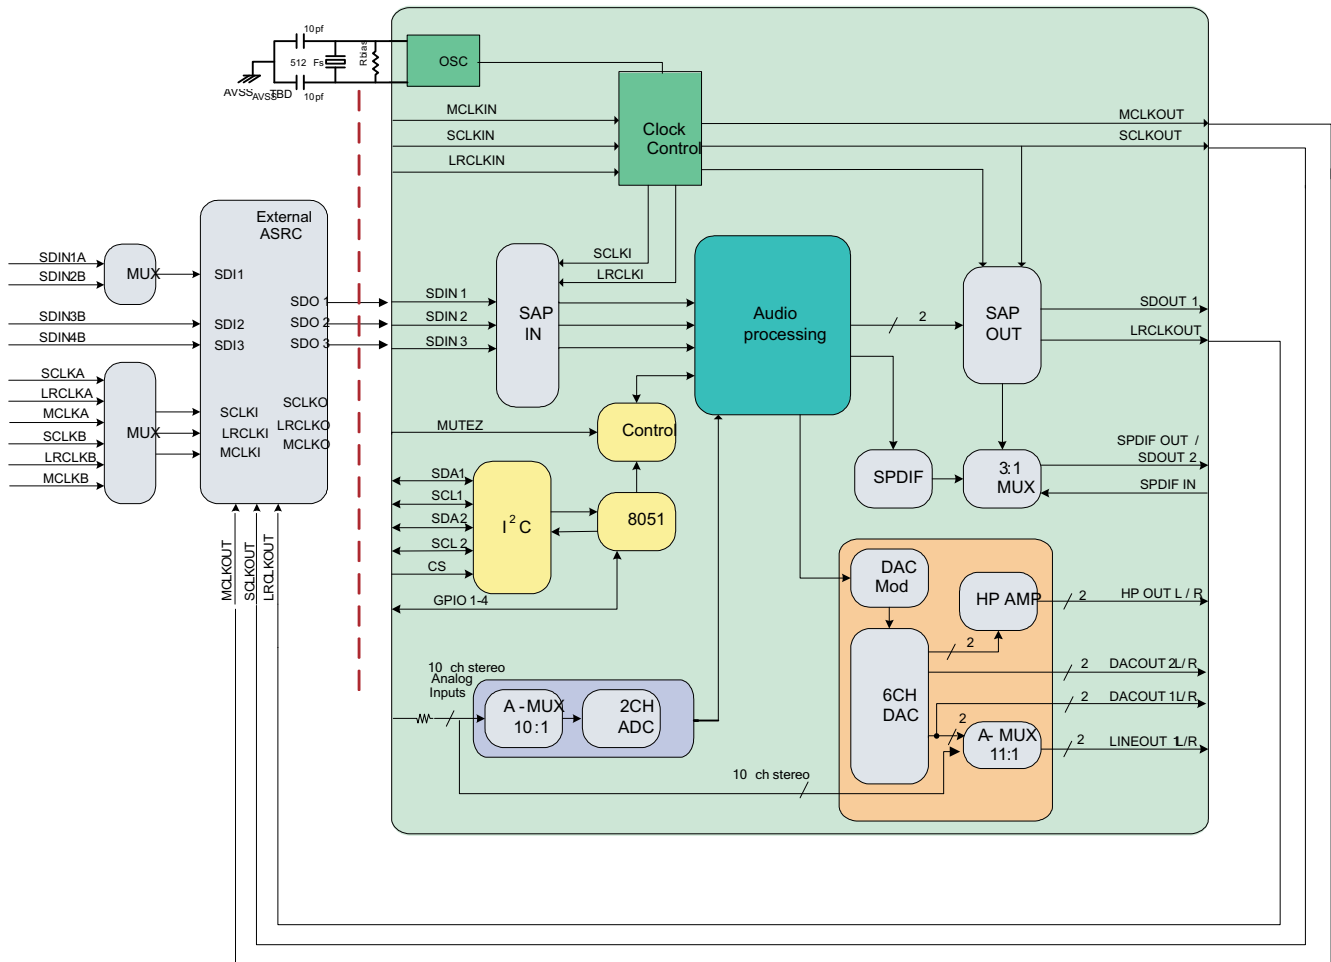 10pf
512 Fs
Rbias
OSC
AVSS
AVSS
TBD
10pf
MCLKIN
SCLKIN
LRCLKIN
Clock
Control
MCLKOUT
SCLKOUT
External
ASRC
SDIN1A
SDIN2B
MUX
SDI1
SDIN3B
SDIN4B
SDI2
SDI3
SDO 1
SDO 2
SDO 3
SCLKA
LRCLKA
MCLKA
SCLKB
LRCLKB
MCLKB
MUX
SCLKI
LRCLKI
MCLKI
SCLKO
LRCLKO
MCLKO
MCLKOUT
SCLKOUT
LRCLKOUT
SDIN 1
SDIN 2
SDIN 3
SAP
IN
SCLKI
LRCLKI
Audio
processing
2
SAP
OUT
SDOUT 1
LRCLKOUT
MUTEZ
Control
SDA1
SCL1
SDA2
SCL2
CS
I2C
8051
GPIO 1-4
SPDIF
3:1
MUX
SPDIF OUT /
SDOUT 2
SPDIF IN
DAC
Mod
HP AMP
2
HP OUT L / R
2
6CH
DAC
2
DACOUT 2L/R
2
DACOUT 1L/R
2
A- MUX
11:1
2
LINEOUT 1L/R
10 ch stereo
Analog
Inputs
A -MUX
10:1
2CH
ADC
10 ch stereo